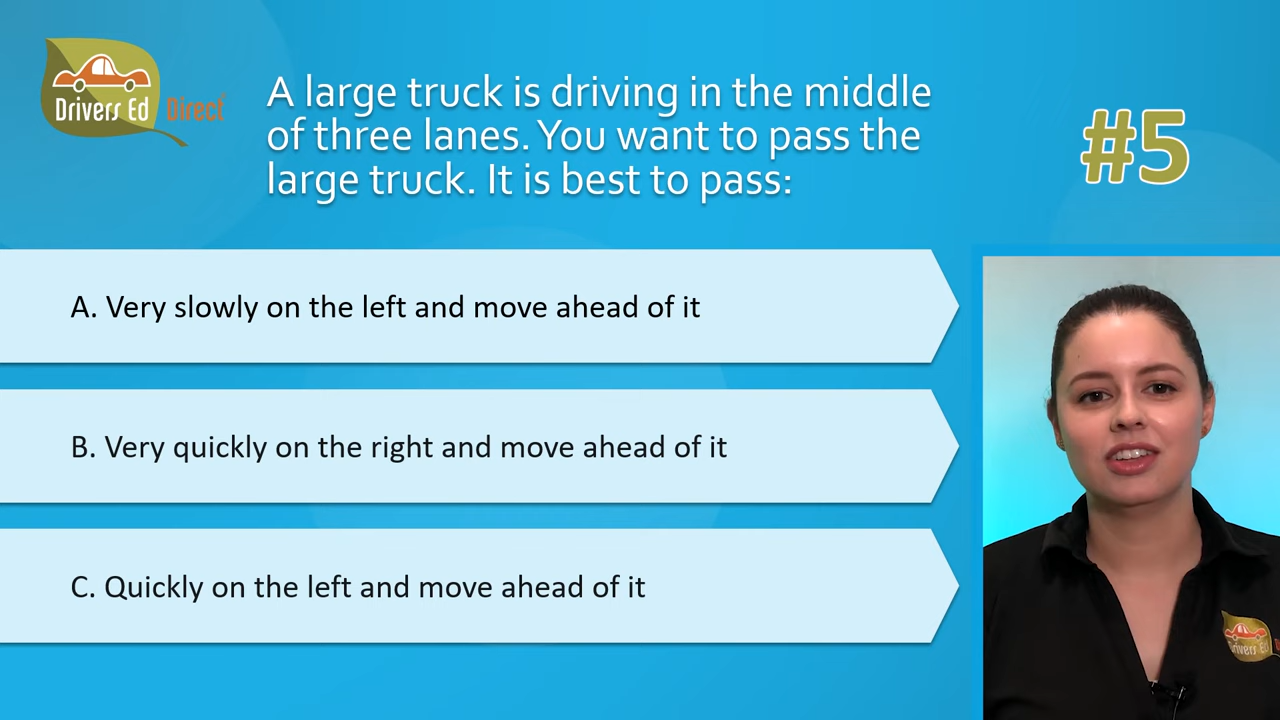 Drivers Ed Direct
A large truck is driving in the middle
of three lanes. You want to pass the
large truck. It is best to pass:
#5
A. Very slowly on the left and move ahead of it
B. Very quickly on the right and move ahead of it
C. Quickly on the left and move ahead of it
Drivers Ed